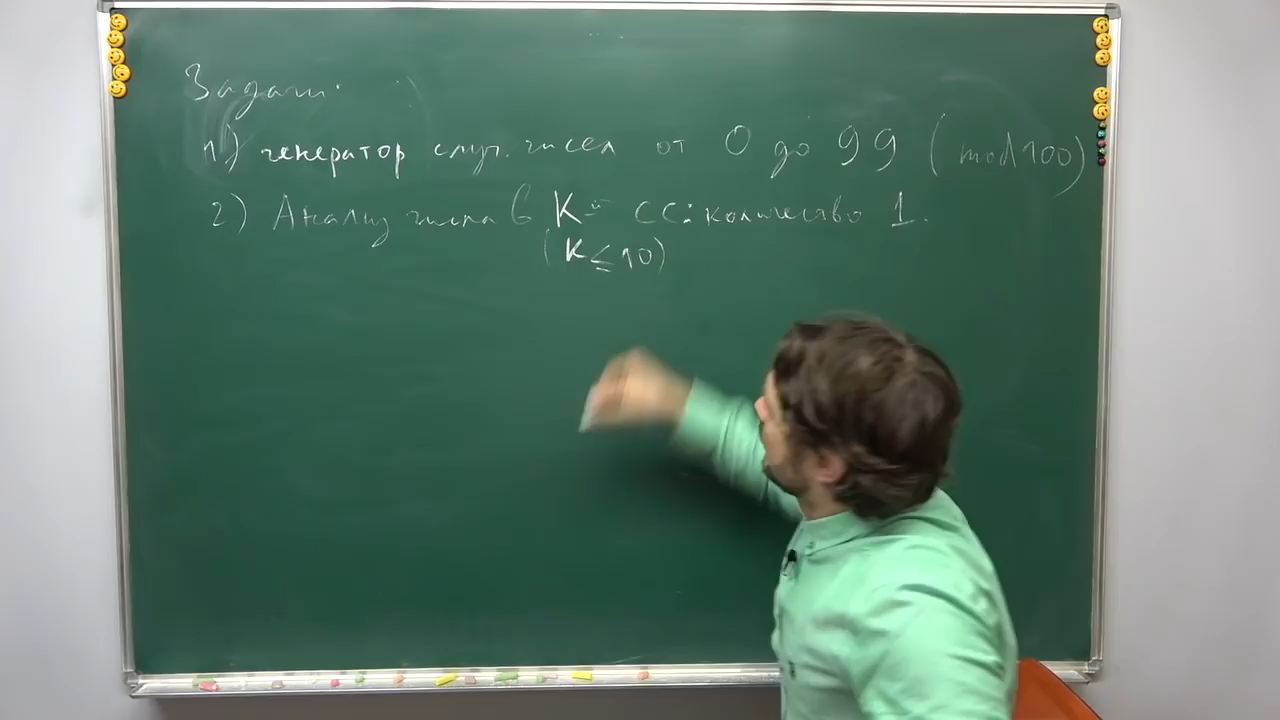 Задачи:
1) генератор случ. чисел от 0 до 99 (mod 100)
2) Анализ числа в K-й СС: количество 1.
(K ≤ 10)